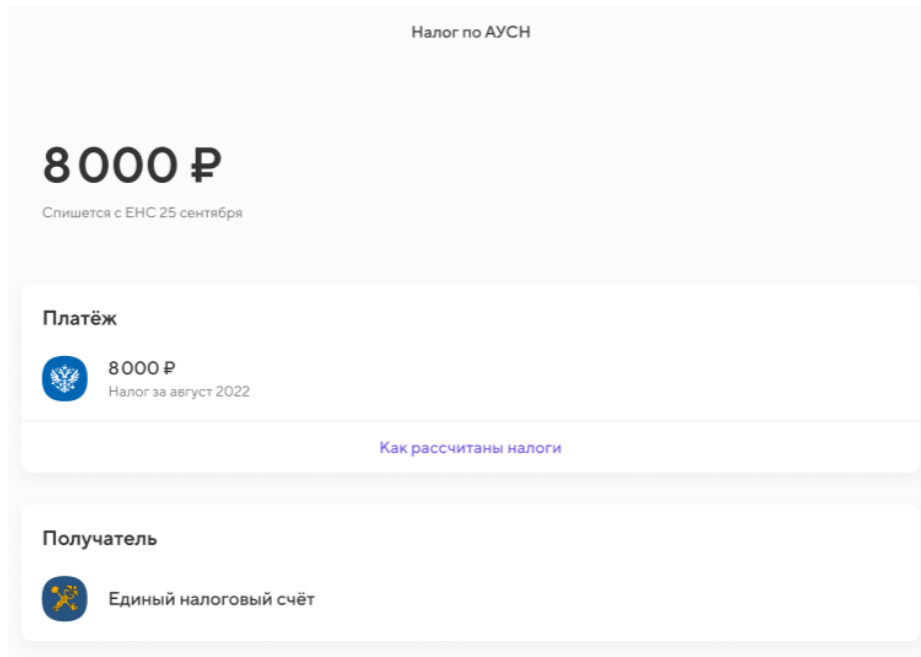 Налог по АУСН
8 000 ₽
Спишется с ЕНС 25 сентября
Платёж
8 000 ₽
Налог за август 2022
Как рассчитаны налоги
Получатель
Единый налоговый счёт